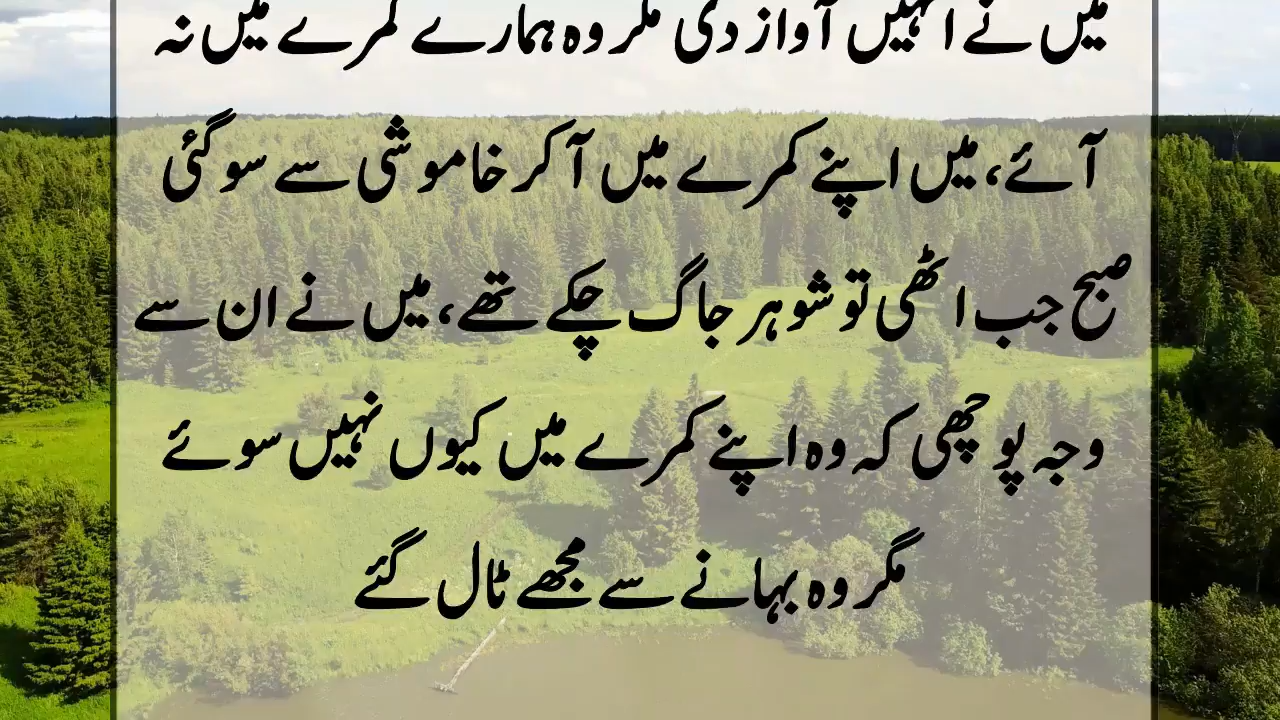 میں نے انہیں آواز دی مگر وہ ہمارے کمرے میں نہ
آئے، میں اپنے کمرے میں آ کر خاموشی سے سو گئی
صبح جب اٹھی تو شوہر جاگ چکے تھے، میں نے ان سے
وجہ پوچھی کہ وہ اپنے کمرے میں کیوں نہیں سوئے
مگر وہ بہانے سے مجھے ٹال گئے